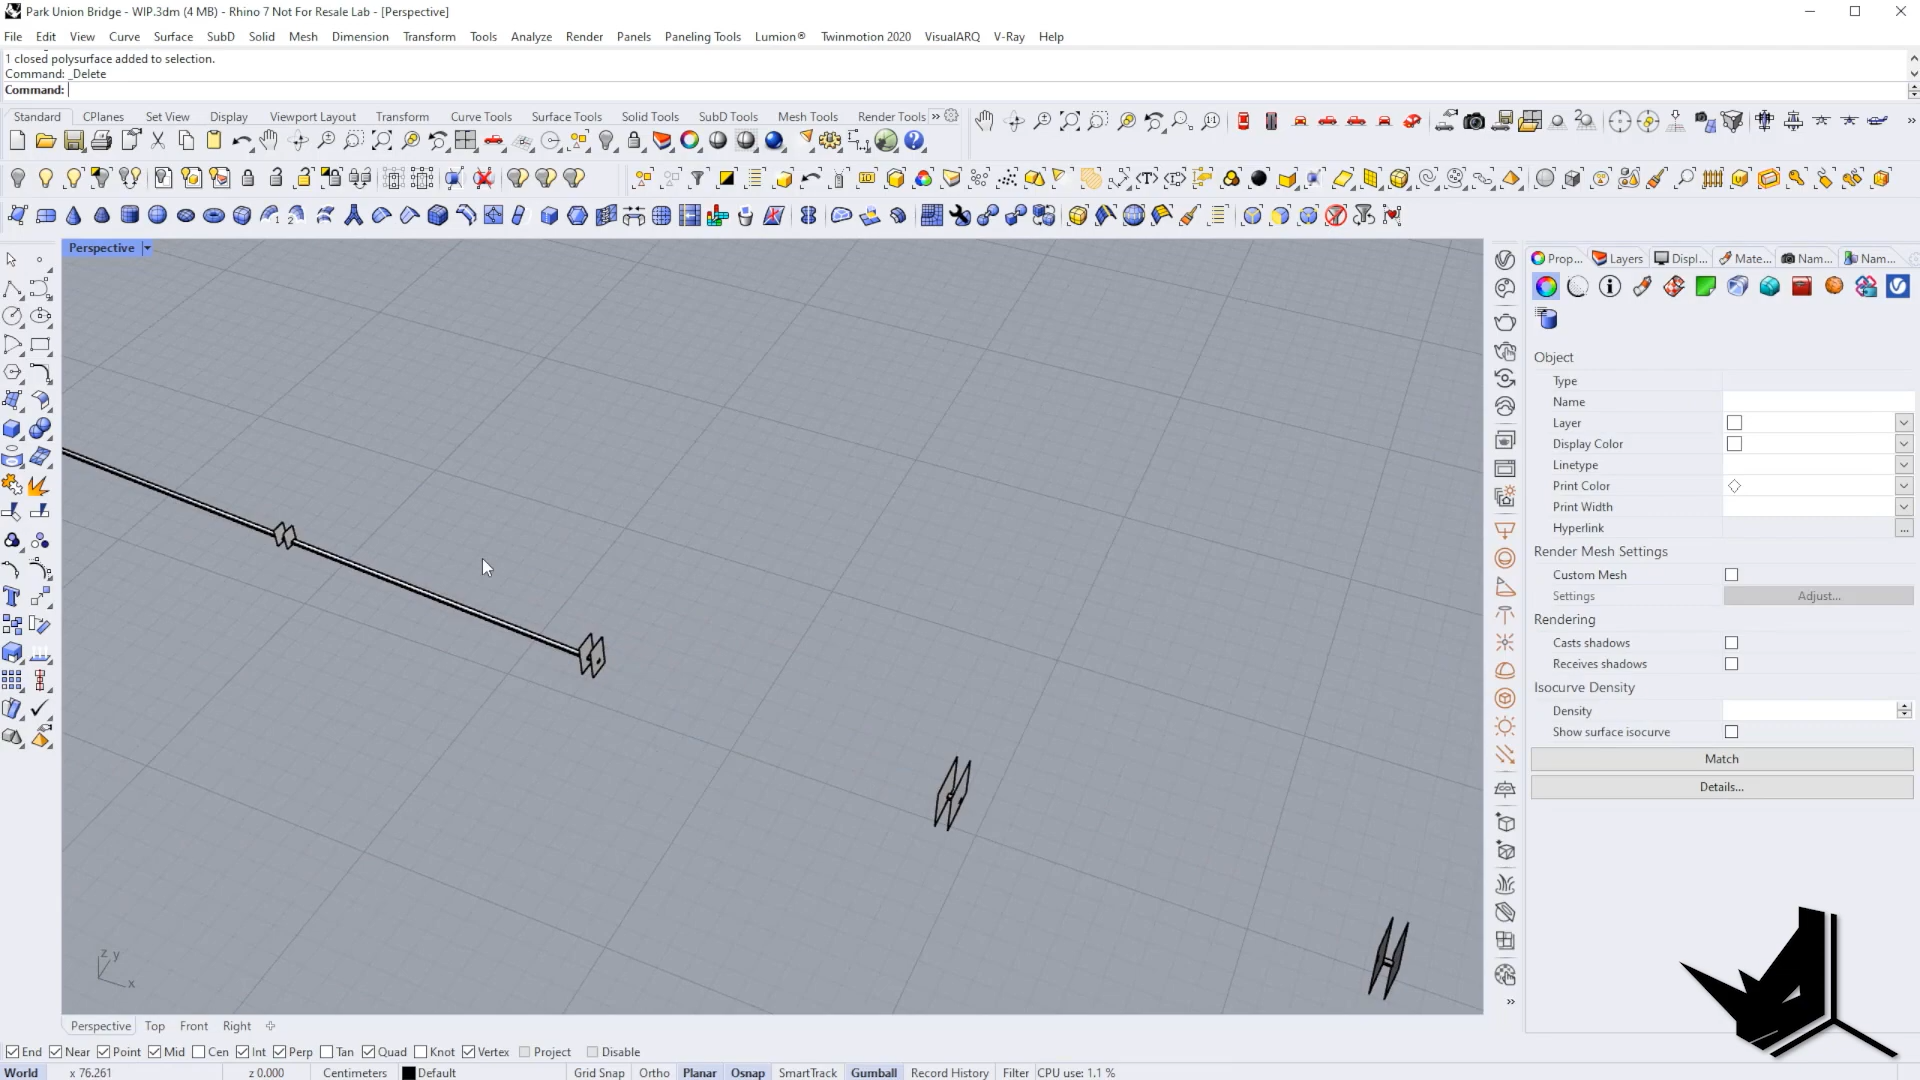 Park Union Bridge - WIP.3dm (4 MB) - Rhino 7 Not For Resale Lab - [Perspective]
File Edit View Curve Surface SubD Solid Mesh Dimension Transform Tools Analyze Render Panels Paneling Tools Lumion® Twinmotion 2020 VisualARQ V-Ray Help
1 closed polysurface added to selection.
Command: _Delete
Command:
Standard CPlanes Set View Display Viewport Layout Transform Curve Tools Surface Tools Solid Tools SubD Tools Mesh Tools Render Tools »
Perspective
Prop... Layers Displ... Mate... Nam... Nam...
Object
Type
Name
Layer
Display Color
Linetype
Print Color
Print Width
Hyperlink ...
Render Mesh Settings
Custom Mesh
Settings Adjust...
Rendering
Casts shadows
Receives shadows
Isocurve Density
Density
Show surface isocurve
Match
Details...
z y
x
Perspective Top Front Right
End Near Point Mid Cen Int Perp Tan Quad Knot Vertex Project Disable
World x 76.261 z 0.000 Centimeters Default Grid Snap Ortho Planar Osnap SmartTrack Gumball Record History Filter CPU use: 1.1 %